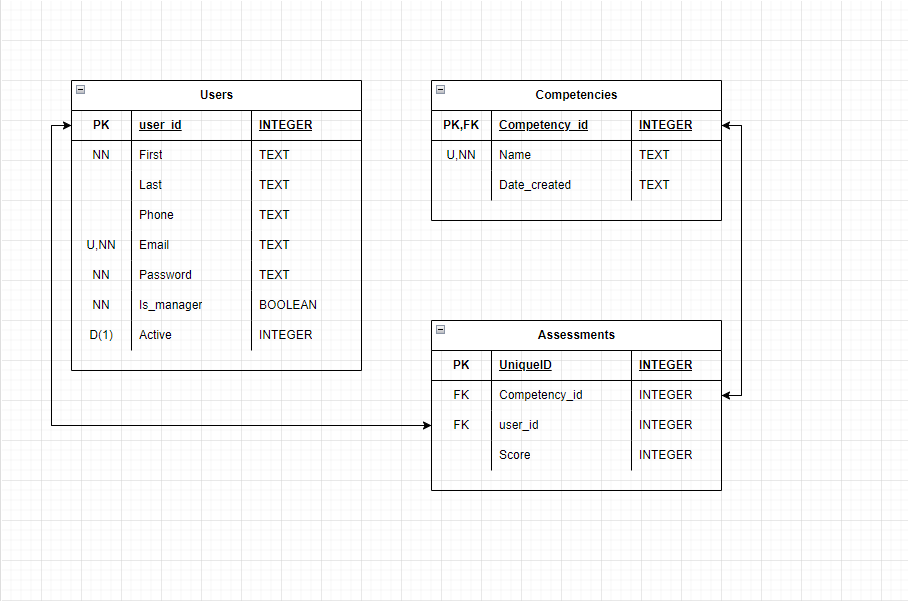 Users
PK user_id INTEGER
NN First TEXT
Last TEXT
Phone TEXT
U,NN Email TEXT
NN Password TEXT
NN Is_manager BOOLEAN
D(1) Active INTEGER
Competencies
PK,FK Competency_id INTEGER
U,NN Name TEXT
Date_created TEXT
Assessments
PK UniqueID INTEGER
FK Competency_id INTEGER
FK user_id INTEGER
Score INTEGER